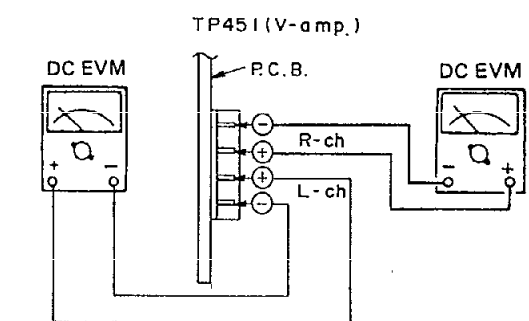 TP451(V-amp.)
DC EVM
P.C.B.
DC EVM
−
R-ch
+
+
L-ch
−
+ −
− +